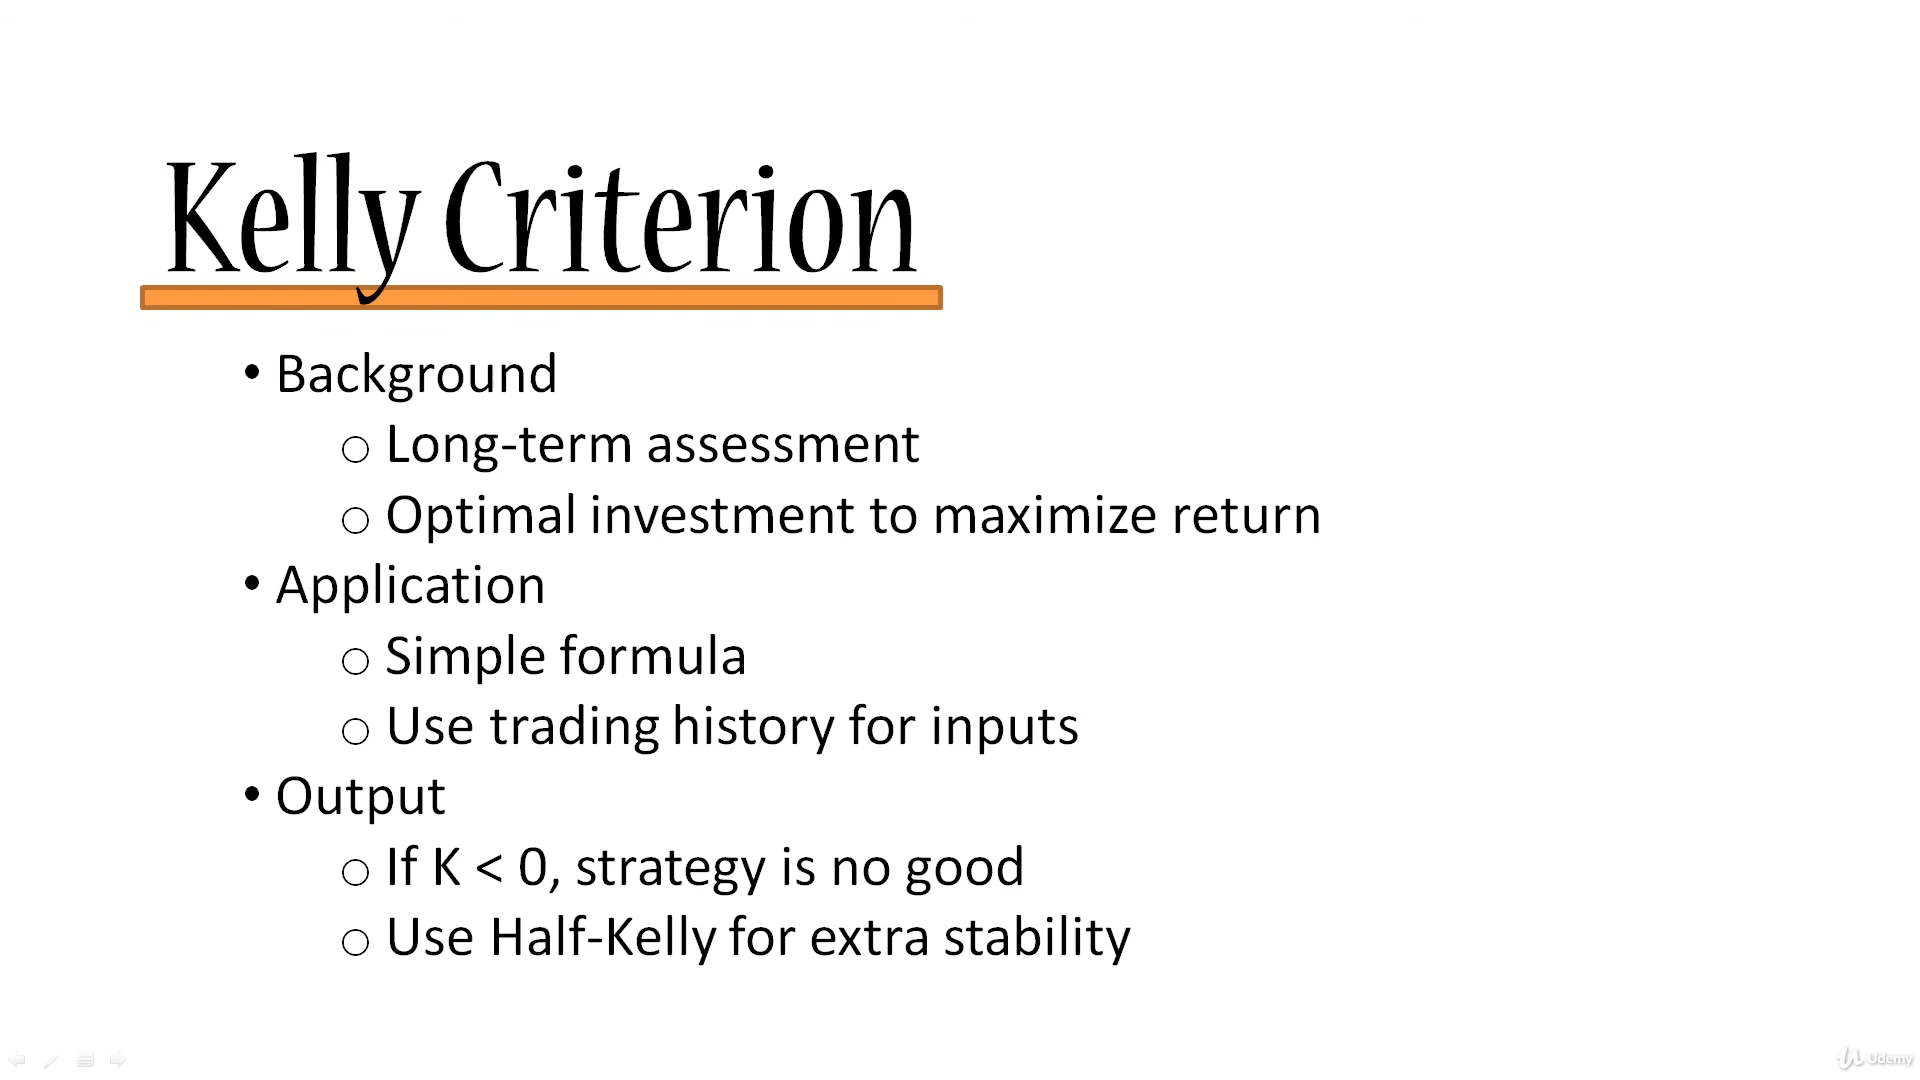 Kelly Criterion
• Background
o Long-term assessment
o Optimal investment to maximize return
• Application
o Simple formula
o Use trading history for inputs
• Output
o If K < 0, strategy is no good
o Use Half-Kelly for extra stability
Udemy